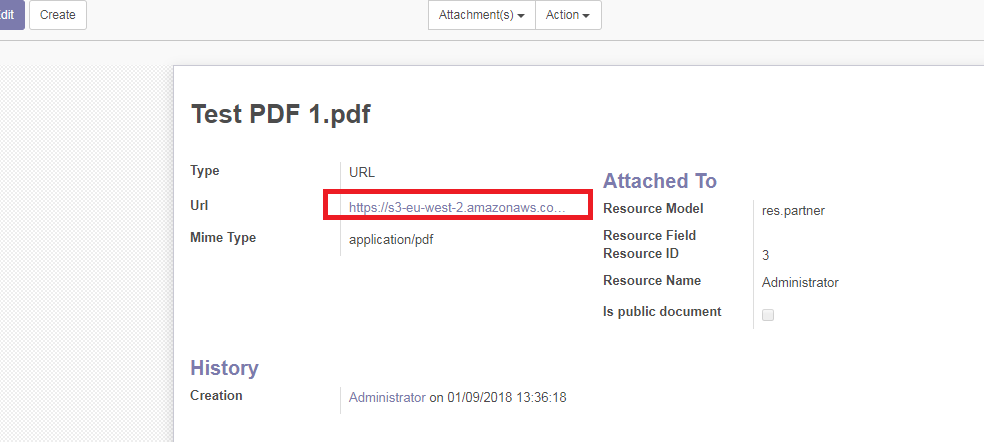 dit Create Attachment(s) Action
Test PDF 1.pdf
Type URL
Url https://s3-eu-west-2.amazonaws.co...
Mime Type application/pdf
Attached To
Resource Model res.partner
Resource Field
Resource ID 3
Resource Name Administrator
Is public document
History
Creation Administrator on 01/09/2018 13:36:18